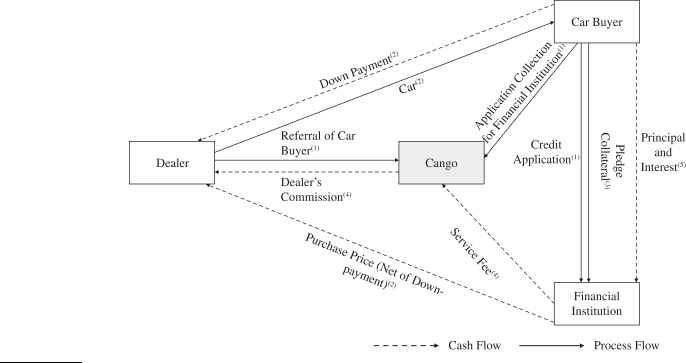 Car Buyer
Down Payment(2)
Car(2)
Application Collection
for Financial Institution(1)
Referral of Car
Buyer(1)
Dealer
Cango
Credit
Application(1)
Pledge
Collateral(3)
Principal
and
Interest(5)
Dealer's
Commission(4)
Purchase Price (Net of Down-
payment)(2)
Service Fee(4)
Financial
Institution
Cash Flow
Process Flow